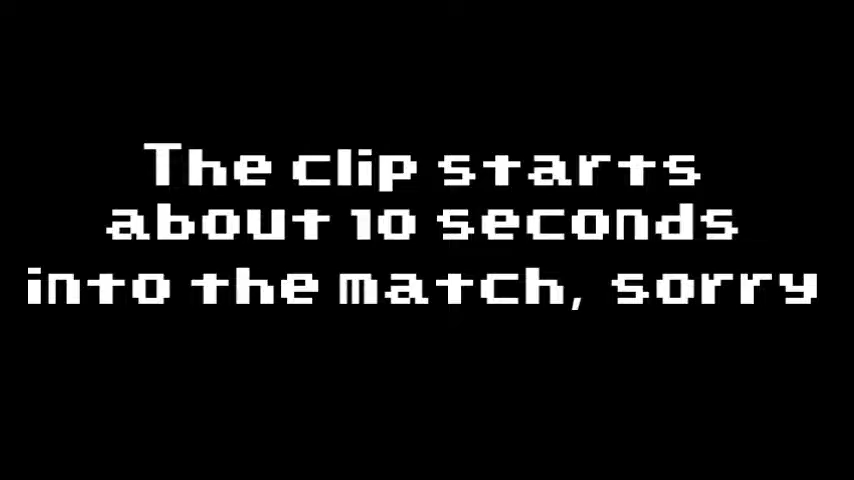 The clip starts
about 10 seconds
into the match, sorry